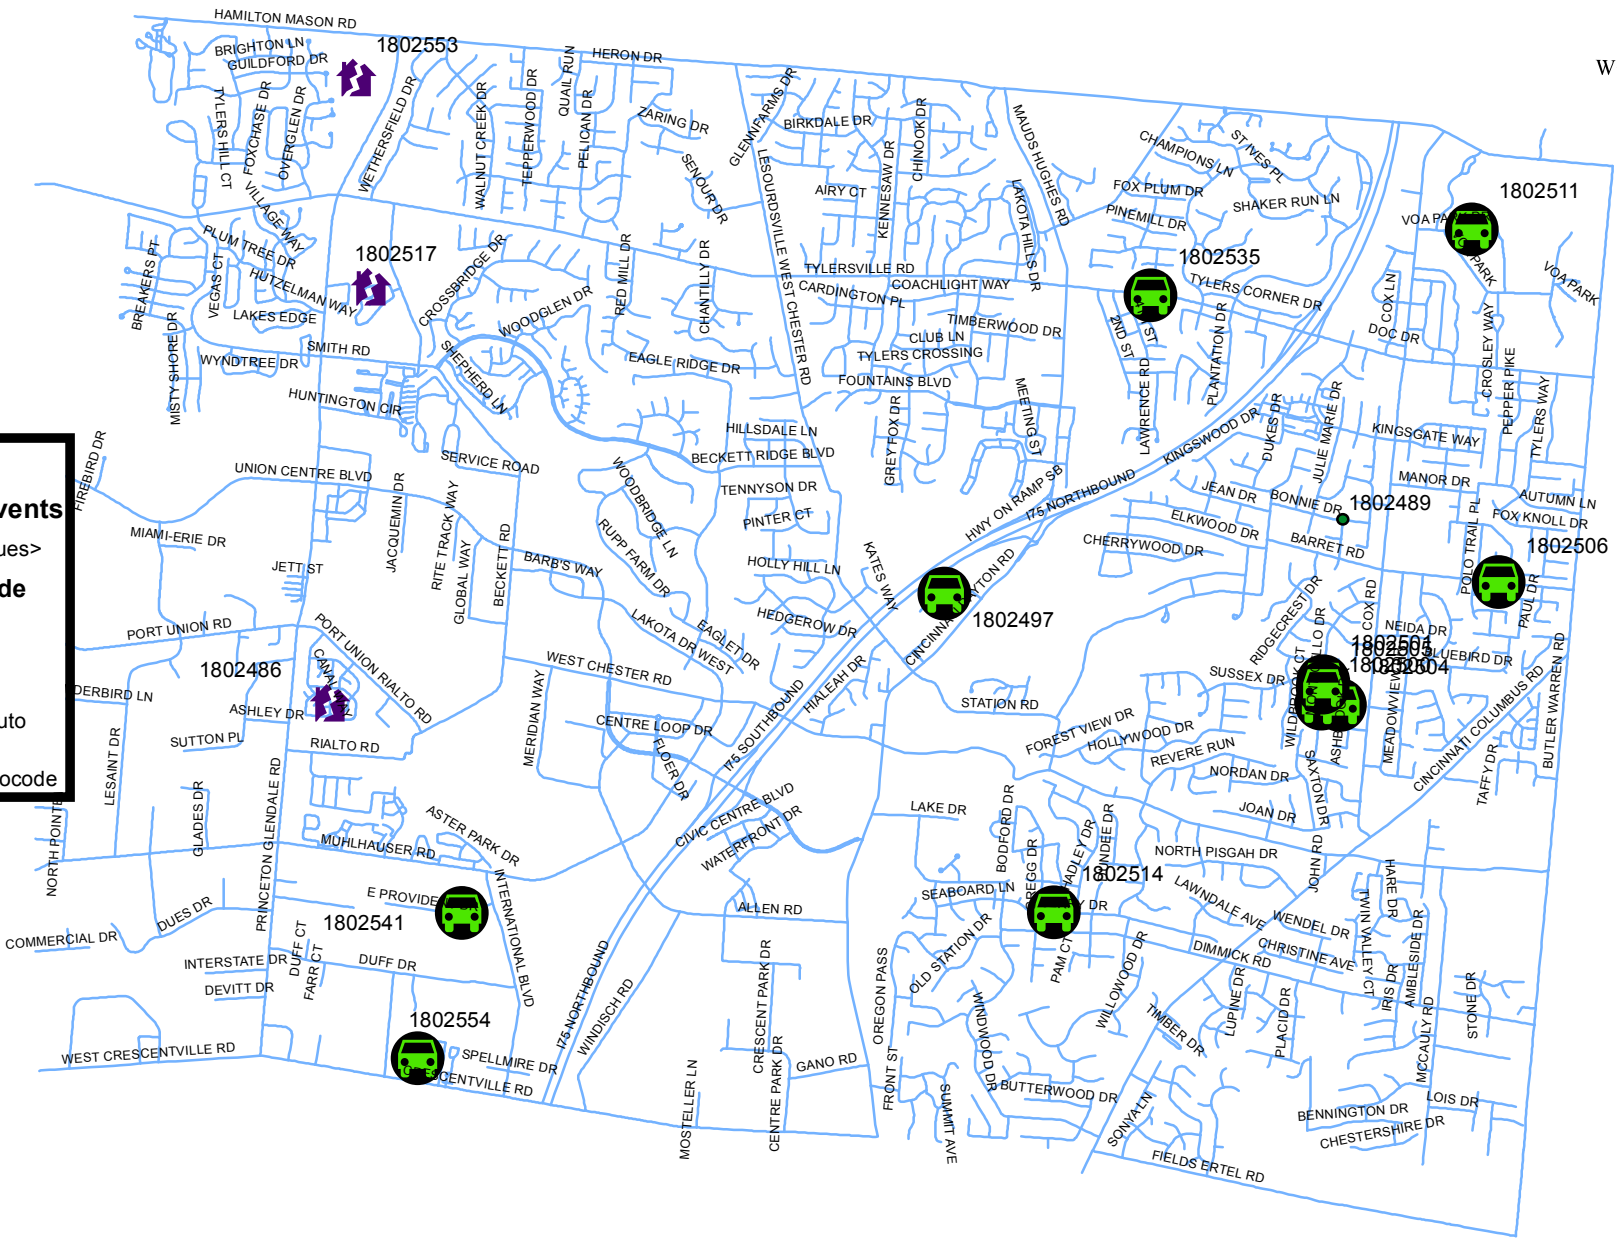 HAMILTON MASON RD
BRIGHTON LN
GUILDFORD DR
1802553
HERON DR
QUAIL RUN
W
TYLERS HILL CT
FOXCHASE DR
OVERGLEN DR
WETHERSFIELD DR
WALNUT CREEK DR
TEPPERWOOD DR
PELICAN DR
ZARING DR
SENOUR DR
GLENNFARMS DR
BIRKDALE DR
CHINOOK DR
KENNESAW DR
AIRY CT
LESOURDSVILLE WEST CHESTER RD
MAUDS HUGHES RD
LAKOTA HILLS DR
CHAMPIONS LN
ST IVES PL
FOX PLUM DR
SHAKER RUN LN
PINEMILL DR
1802511
VOA PARK
VOA PARK
VILLAGE WAY
PLUM TREE DR
HUTZELMAN WAY
1802517
BREAKERS PT
VEGAS CT
LAKES EDGE
CROSSBRIDGE DR
WOODGLEN DR
RED MILL DR
CHANTILLY DR
TYLERSVILLE RD
COACHLIGHT WAY
CARDINGTON PL
TIMBERWOOD DR
CLUB LN
TYLERS CROSSING
FOUNTAINS BLVD
1802535
TYLERS CORNER DR
2ND ST
LAWRENCE RD
PLANTATION DR
COX LN
DOC DR
CROSLEY WAY
PEPPER PIKE
TYLERS WAY
MISTY SHORE DR
WYNDTREE DR
SMITH RD
HUNTINGTON CIR
SHEPHERD LN
EAGLE RIDGE DR
GREYFOX DR
MEETING ST
KINGSWOOD DR
DUKES DR
JULIE MARIE DR
KINGSGATE WAY
HILLSDALE LN
BECKETT RIDGE BLVD
TENNYSON DR
PINTER CT
HOLLY HILL LN
HEDGEROW DR
FIREBIRD DR
UNION CENTRE BLVD
SERVICE ROAD
MIAMI-ERIE DR
JACQUEMIN DR
RITE TRACK WAY
GLOBAL WAY
BECKETT RD
WOODBRIDGE LN
RUPP FARM DR
BARB'S WAY
JETT ST
KATES WAY
HWY ON RAMP SB
I75 NORTHBOUND
JEAN DR
BONNIE DR
1802489
MANOR DR
AUTUMN LN
FOX KNOLL DR
ELKWOOD DR
CHERRYWOOD DR
BARRET RD
POLO TRAIL PL
1802506
PAUL DR
1802497
vents
ues>
de
uto
ocode
PORT UNION RD
PORT UNION RIALTO RD
1802486
DERBIRD LN
ASHLEY DR
SUTTON PL
RIALTO RD
LESAINT DR
WEST CHESTER RD
MERIDIAN WAY
LAKOTA DR WEST
EAGLET DR
CENTRE LOOP DR
FLOER DR
I75 SOUTHBOUND
HIALEAH DR
STATION RD
RIDGECREST DR
COX RD
NEIDA DR
SUSSEX DR
1802504
MEADOWVIEW
CINCINNATI COLUMBUS RD
BUTLER WARREN RD
FOREST VIEW DR
HOLLYWOOD DR
REVERE RUN
NORDAN DR
JOAN DR
TAFFY DR
GLADES DR
PRINCETON GLENDALE RD
NORTH POINTE
MUHLHAUSER RD
ASTER PARK DR
CIVIC CENTRE BLVD
WATERFRONT DR
LAKE DR
BODFORD DR
NORTH PISGAH DR
JOHN RD
HARE DR
E PROVIDE
1802541
INTERNATIONAL BLVD
DUES DR
COMMERCIAL DR
INTERSTATE DR
DEVITT DR
DUFF CT
FARR CT
DUFF DR
ALLEN RD
SEABOARD LN
1802514
LAWNDALE AVE
WENDEL DR
CHRISTINE AVE
DIMMICK RD
TWIN VALLEY CT
IRIS DR
AMBLESIDE DR
OLD STATION DR
PAM CT
WILLOWOOD DR
TIMBER DR
LUPINE DR
PLACID DR
MCCAULY RD
STONE DR
1802554
WEST CRESCENTVILLE RD
SPELLMIRE DR
CRESCENTVILLE RD
I75 NORTHBOUND
WINDISCH RD
CRESCENT PARK DR
CENTRE PARK DR
MOSTELLER LN
GANO RD
OREGON PASS
FRONT ST
SUMMIT AVE
WINDWOOD DR
BUTTERWOOD DR
SONYA LN
FIELDS ERTEL RD
BENNINGTON DR
CHESTERSHIRE DR
LOIS DR